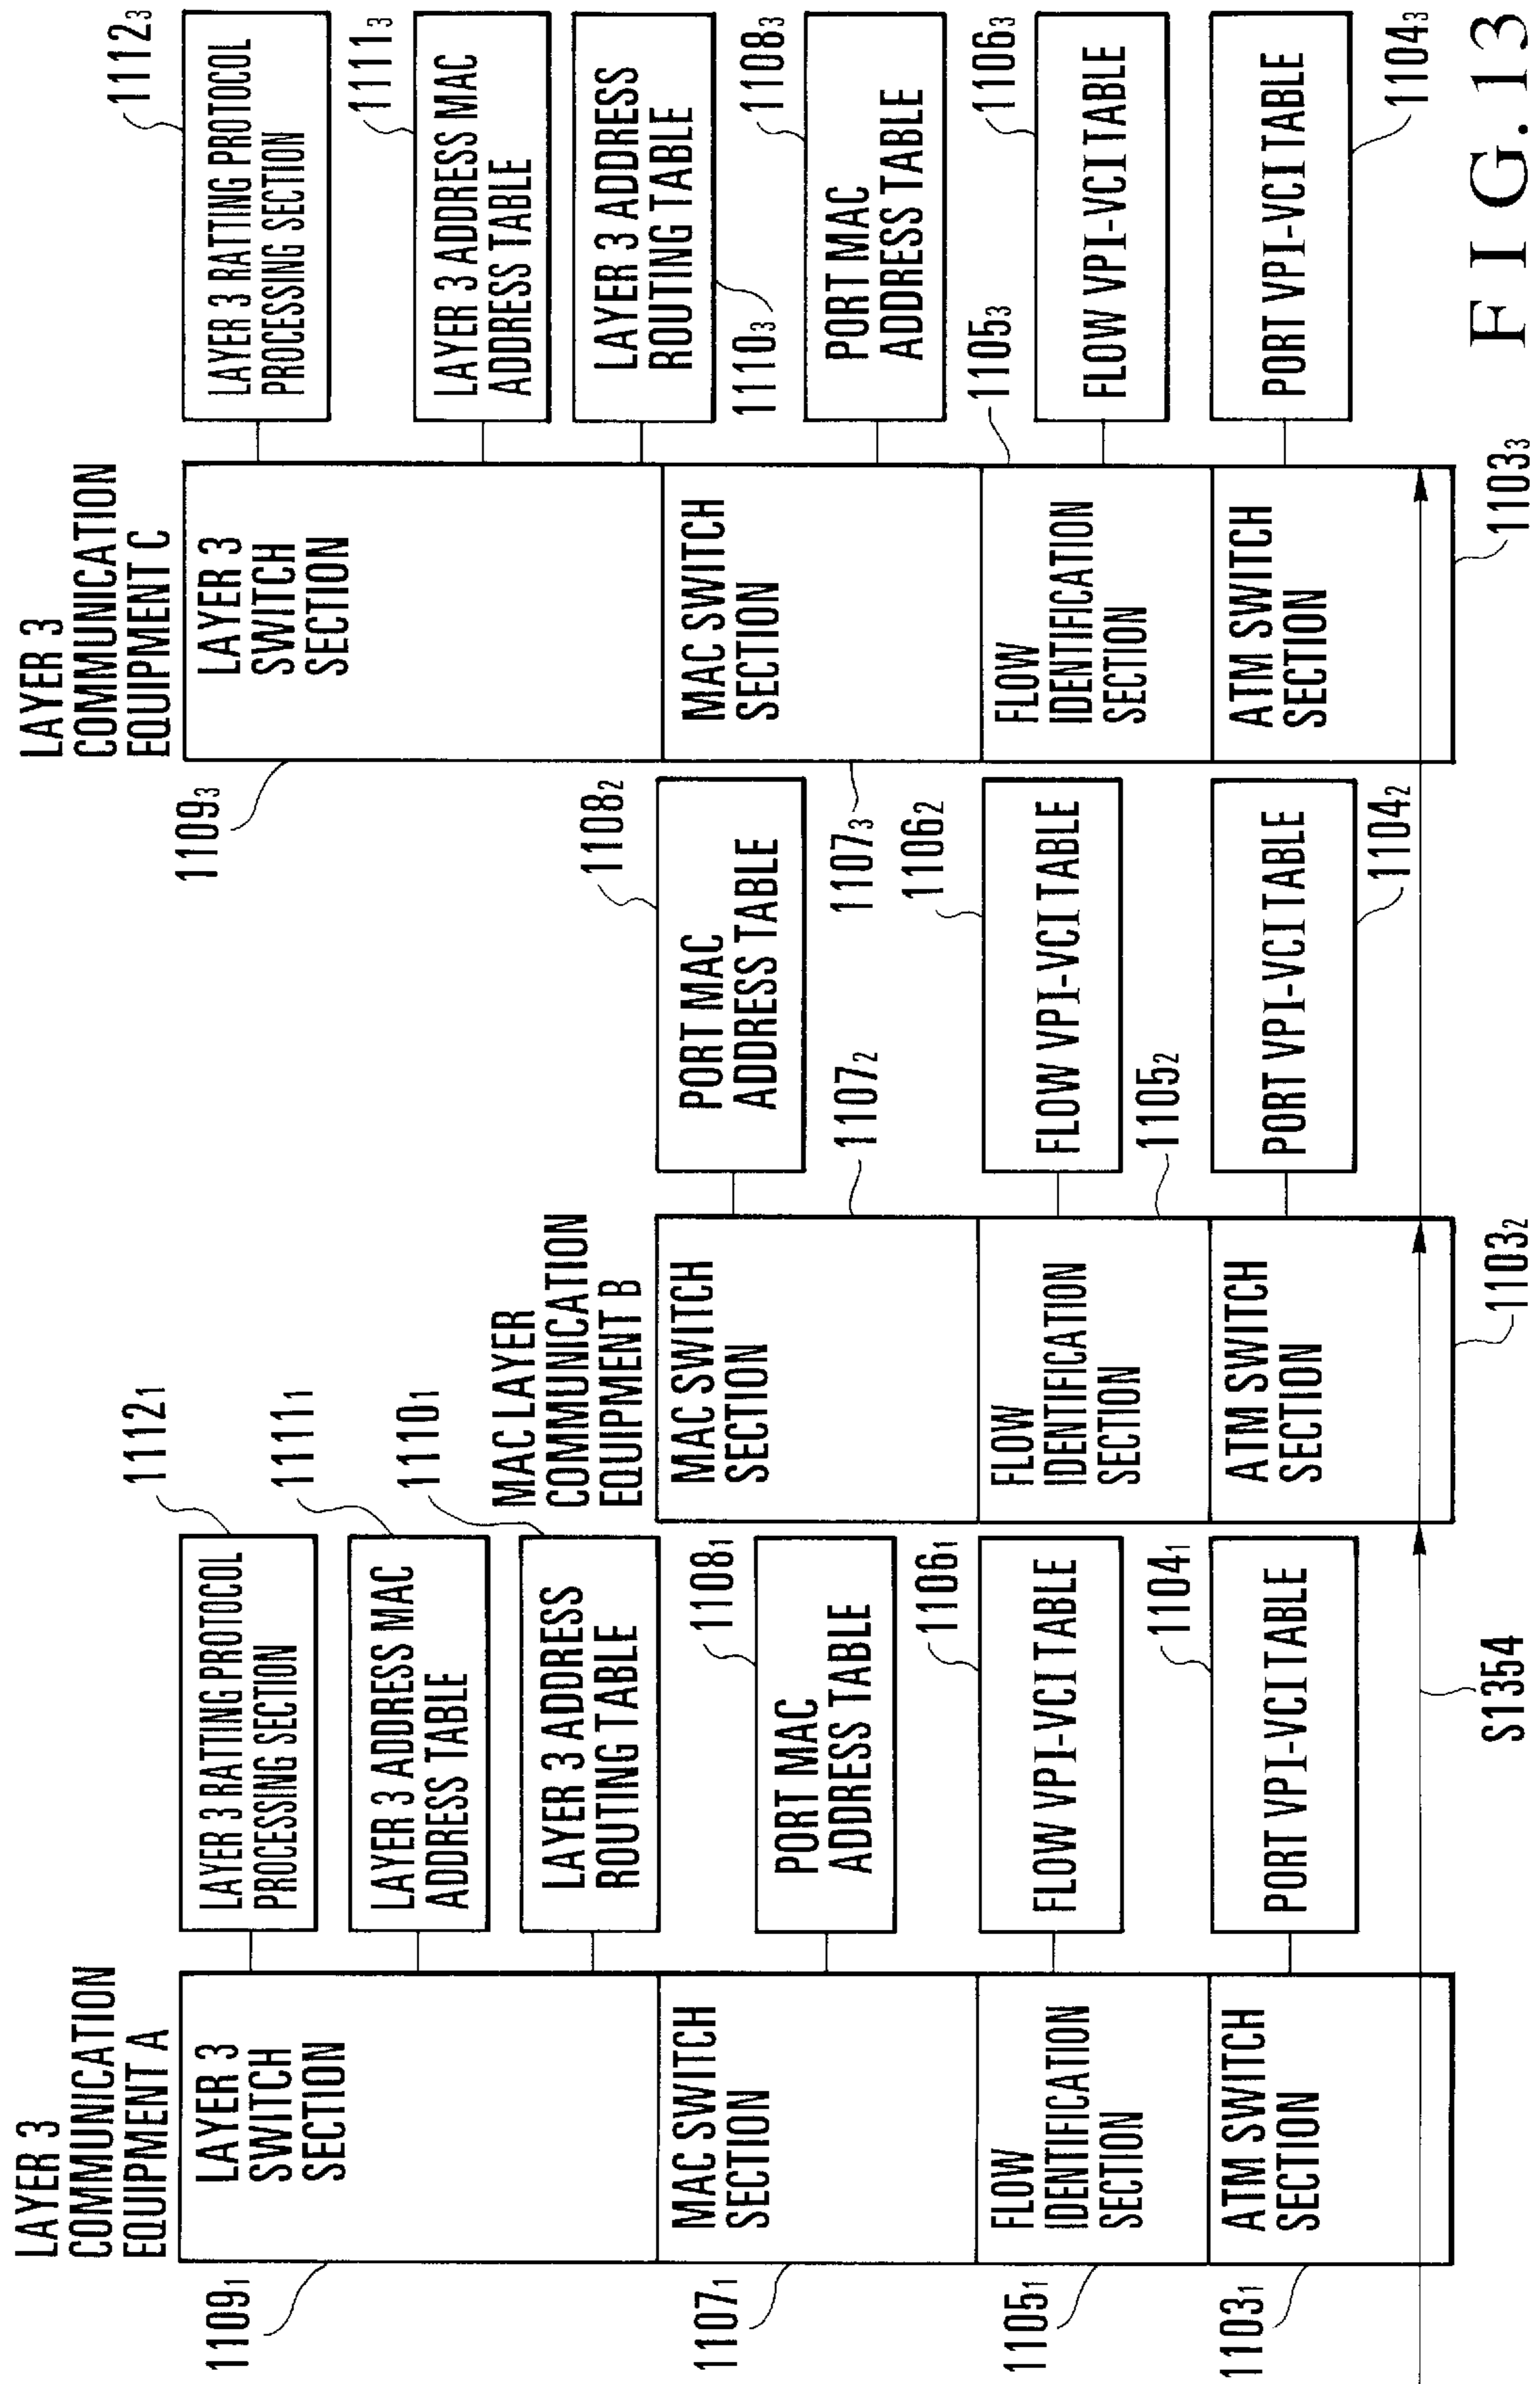 LAYER 3
COMMUNICATION
EQUIPMENT A
1109₁
LAYER 3
SWITCH
SECTION
1107₁
MAC SWITCH
SECTION
1105₁
FLOW
IDENTIFICATION
SECTION
1103₁
ATM SWITCH
SECTION
1112₁
LAYER 3 RATTING PROTOCOL
PROCESSING SECTION
1111₁
LAYER 3 ADDRESS MAC
ADDRESS TABLE
1110₁
LAYER 3 ADDRESS
ROUTING TABLE
1108₁
PORT MAC
ADDRESS TABLE
1106₁
FLOW VPI-VCI TABLE
1104₁
PORT VPI-VCI TABLE
S1354
MAC LAYER
COMMUNICATION
EQUIPMENT B
MAC SWITCH
SECTION
1107₂
FLOW
IDENTIFICATION
SECTION
1105₂
ATM SWITCH
SECTION
1103₂
1108₂
PORT MAC
ADDRESS TABLE
1106₂
FLOW VPI-VCI TABLE
PORT VPI-VCI TABLE
1104₂
LAYER 3
COMMUNICATION
EQUIPMENT C
1109₃
LAYER 3
SWITCH
SECTION
1107₃
MAC SWITCH
SECTION
1105₃
FLOW
IDENTIFICATION
SECTION
ATM SWITCH
SECTION
1103₃
1112₃
LAYER 3 RATTING PROTOCOL
PROCESSING SECTION
1111₃
LAYER 3 ADDRESS MAC
ADDRESS TABLE
LAYER 3 ADDRESS
ROUTING TABLE
1110₃
1108₃
PORT MAC
ADDRESS TABLE
1106₃
FLOW VPI-VCI TABLE
PORT VPI-VCI TABLE
1104₃
FIG. 13